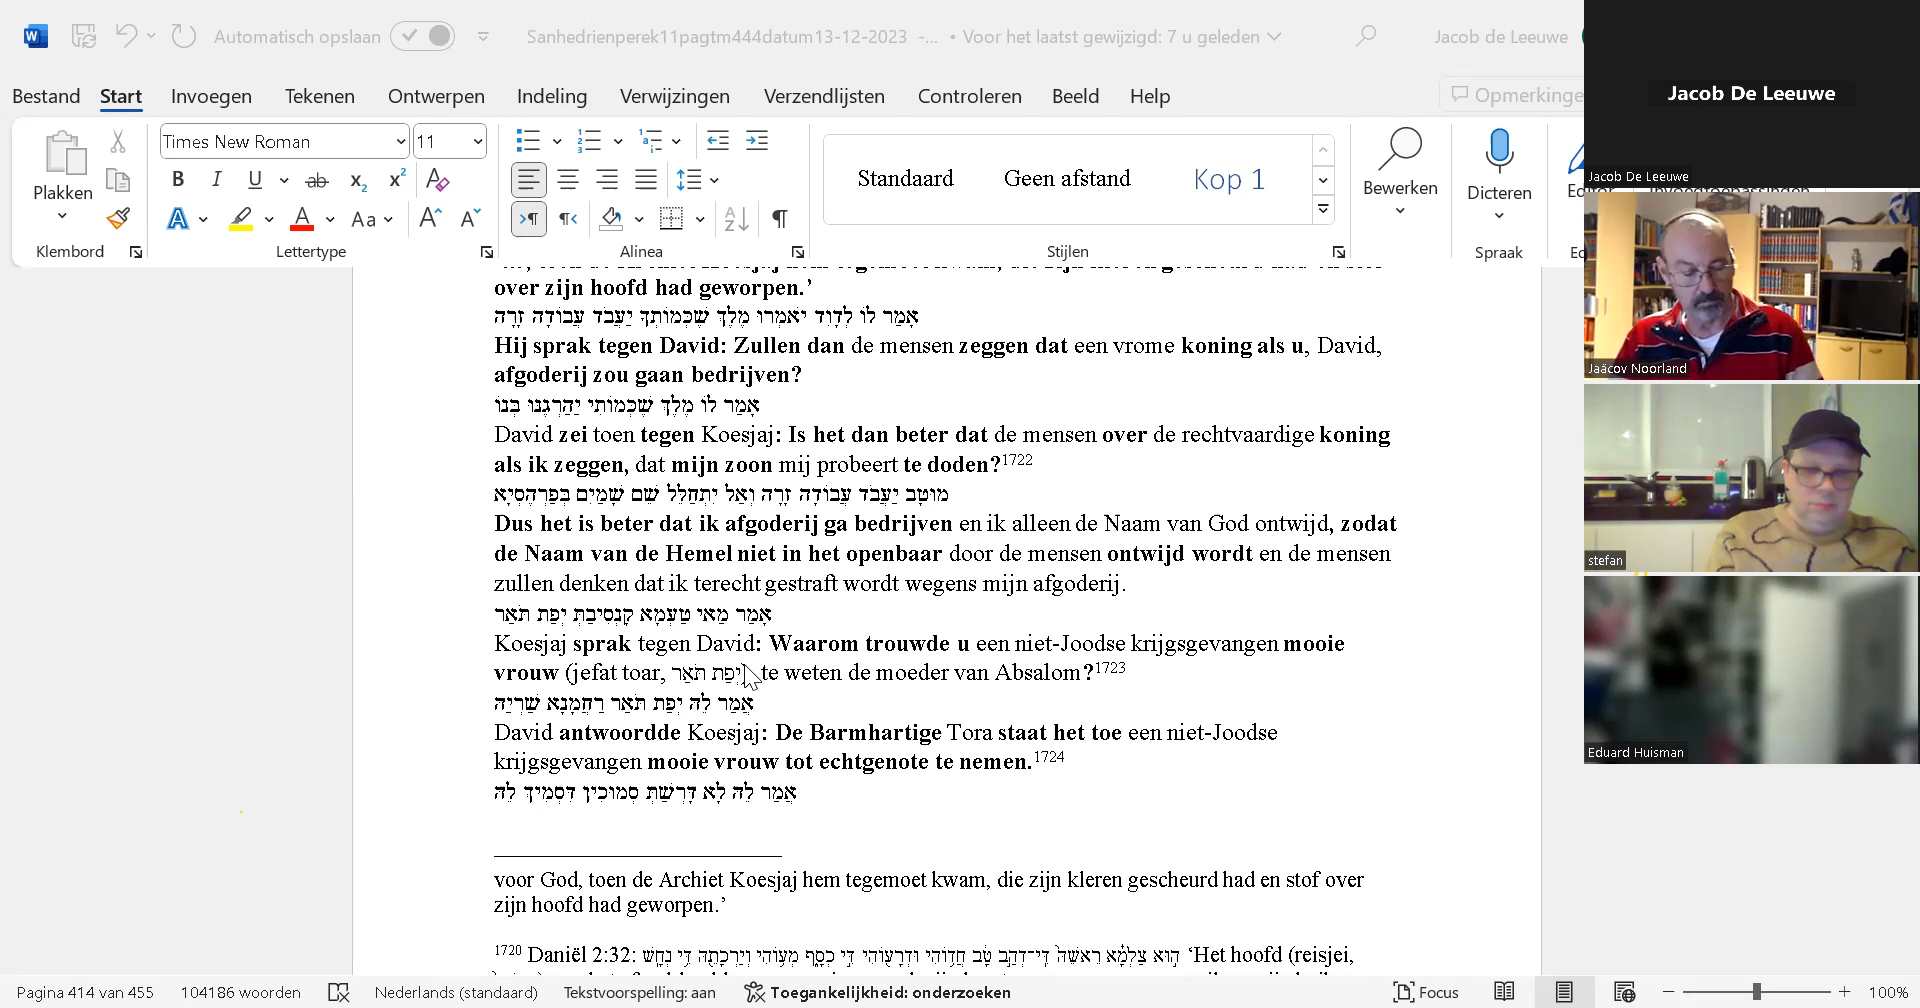 Automatisch opslaan
Sanhedrienperek11pagtm444datum13-12-2023 -... • Voor het laatst gewijzigd: 7 u geleden
Jacob de Leeuwe
Bestand Start Invoegen Tekenen Ontwerpen Indeling Verwijzingen Verzendlijsten Controleren Beeld Help
Opmerkinge
Times New Roman 11
Plakken
Klembord
Lettertype
Alinea
Standaard Geen afstand Kop 1
Stijlen
Bewerken
Dicteren
Spraak
over zijn hoofd had geworpen.’
אָמַר לוֹ לְדָוִד יֹאמְרוּ מֶלֶךְ שֶׁכְּמוֹתְךָ יַעֲבֹד עֲבוֹדָה זָרָה
Hij sprak tegen David: Zullen dan de mensen zeggen dat een vrome koning als u, David,
afgoderij zou gaan bedrijven?
אָמַר לוֹ מֶלֶךְ שֶׁכְּמוֹתִי יַהַרְגֶנּוּ בְּנוֹ
David zei toen tegen Koesjaj: Is het dan beter dat de mensen over de rechtvaardige koning
als ik zeggen, dat mijn zoon mij probeert te doden?1722
מוּטָב יַעֲבֹד עֲבוֹדָה זָרָה וְאַל יִתְחַלֵּל שֵׁם שָׁמַיִם בְּפַרְהֶסְיָא
Dus het is beter dat ik afgoderij ga bedrijven en ik alleen de Naam van God ontwijd, zodat
de Naam van de Hemel niet in het openbaar door de mensen ontwijd wordt en de mensen
zullen denken dat ik terecht gestraft wordt wegens mijn afgoderij.
אָמַר מַאי טַעְמָא קָנְסִיבַתְּ יְפַת תֹּאַר
Koesjaj sprak tegen David: Waarom trouwde u een niet-Joodse krijgsgevangen mooie
vrouw (jefat toar, יְפַת תֹּאַר), te weten de moeder van Absalom?1723
אֲמַר לֵהּ יְפַת תֹּאַר רַחֲמָנָא שַׁרְיַהּ
David antwoordde Koesjaj: De Barmhartige Tora staat het toe een niet-Joodse
krijgsgevangen mooie vrouw tot echtgenote te nemen.1724
אֲמַר לֵהּ לָא דָּרְשַׁתְּ סְמוּכִין דִּסְמִיךְ לֵהּ
voor God, toen de Archiet Koesjaj hem tegemoet kwam, die zijn kleren gescheurd had en stof over
zijn hoofd had geworpen.’
1720 Daniël 2:32: ‘Het hoofd (reisjei,
Pagina 414 van 455 104186 woorden Nederlands (standaard) Tekstvoorspelling: aan Toegankelijkheid: onderzoeken Focus 100%
Jacob De Leeuwe
Jacob De Leeuwe
Jaäcov Noorland
stefan
Eduard Huisman